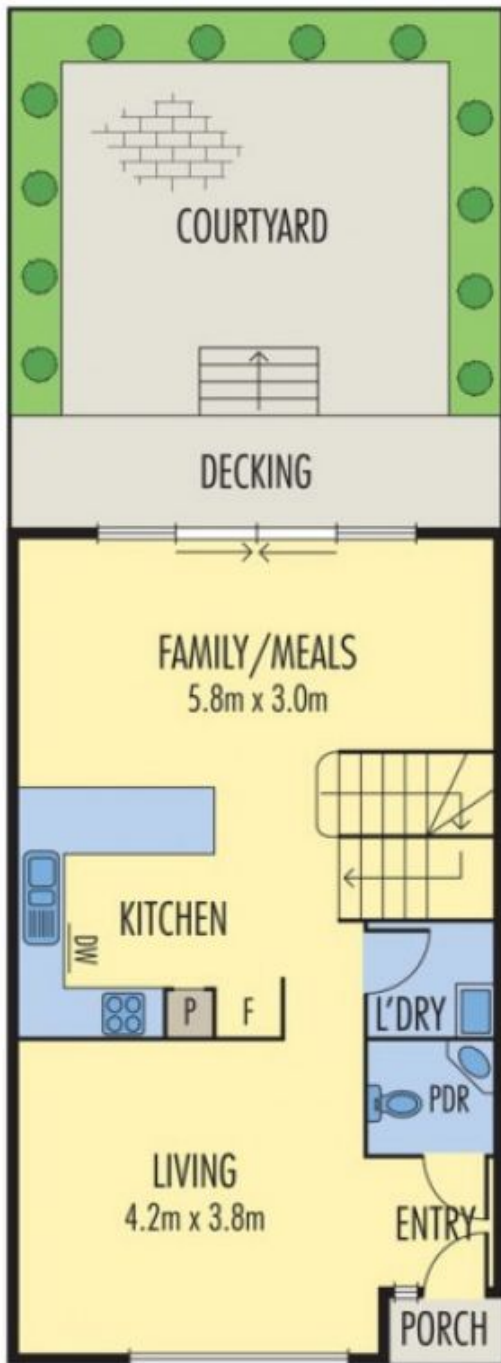 COURTYARD
DECKING
FAMILY/MEALS
5.8m x 3.0m
KITCHEN
DW
P
F
L'DRY
PDR
LIVING
4.2m x 3.8m
ENTRY
PORCH